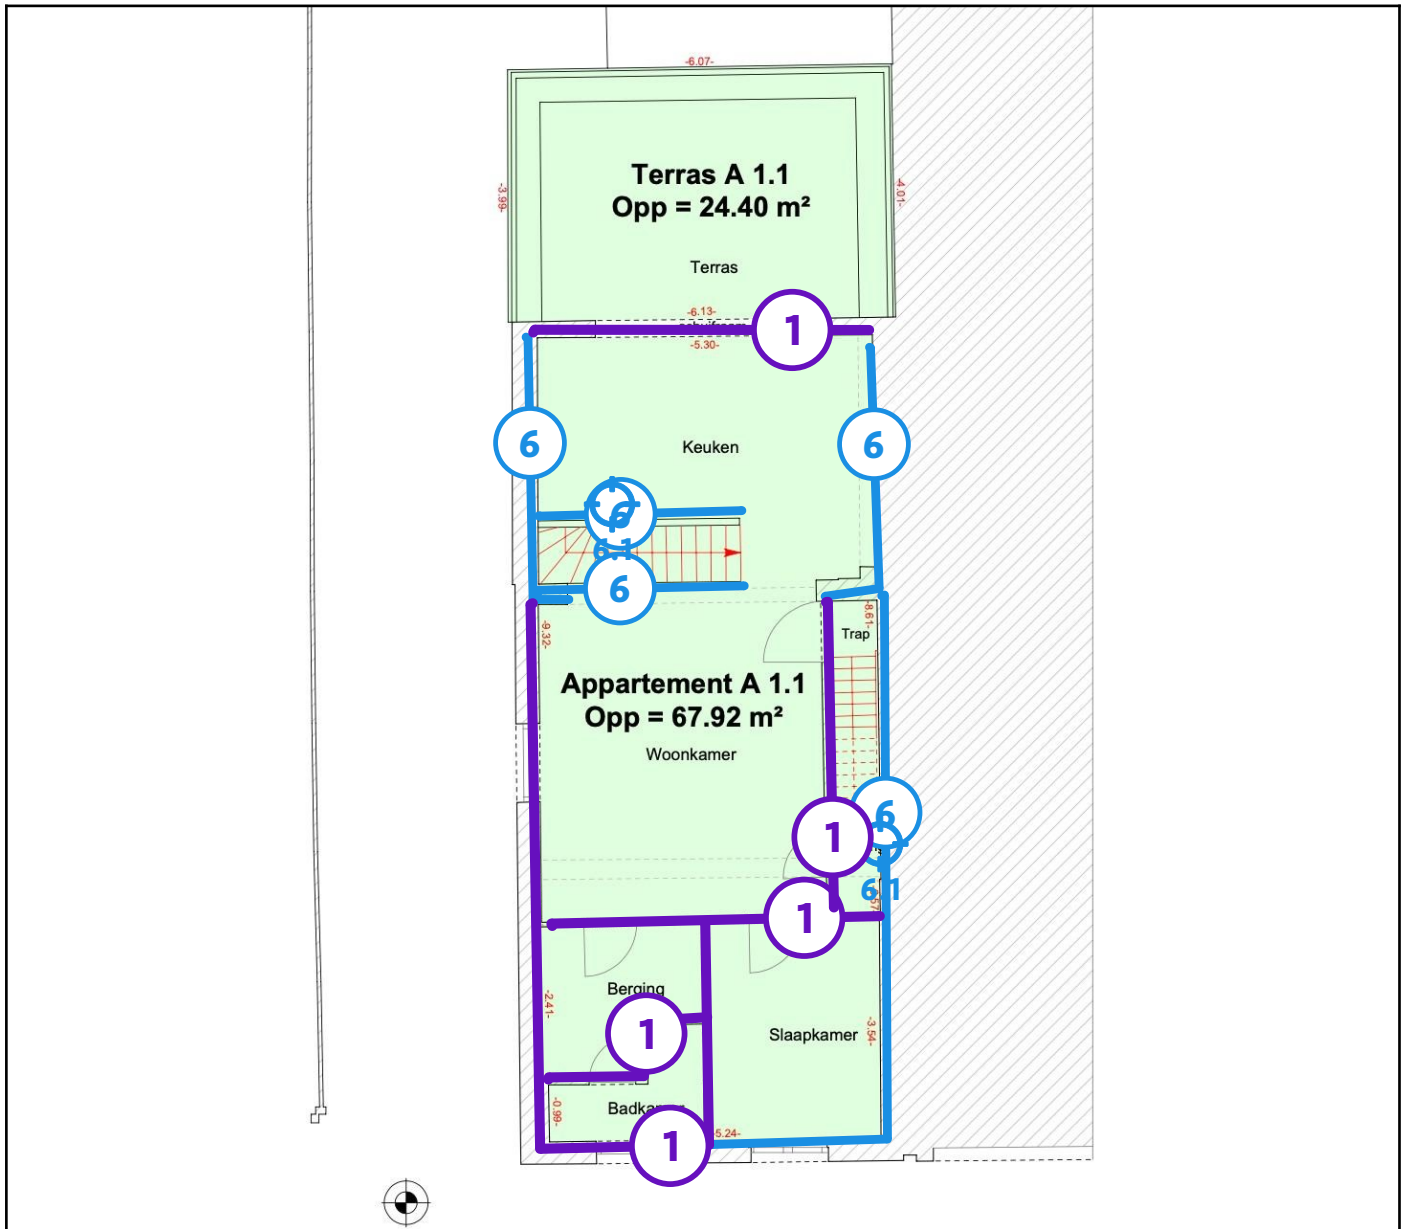 -6.07-
-3.99-
-4.01-
Terras A 1.1
Opp = 24.40 m²
Terras
-6.13-
1
-5.30-
6
6
Keuken
6
6.1
6
-9.32-
-8.61-
Trap
Appartement A 1.1
Opp = 67.92 m²
Woonkamer
6
1
6.1
1
Berging
-2.41-
1
Slaapkamer
-3.54-
-0.99-
1
5.24-